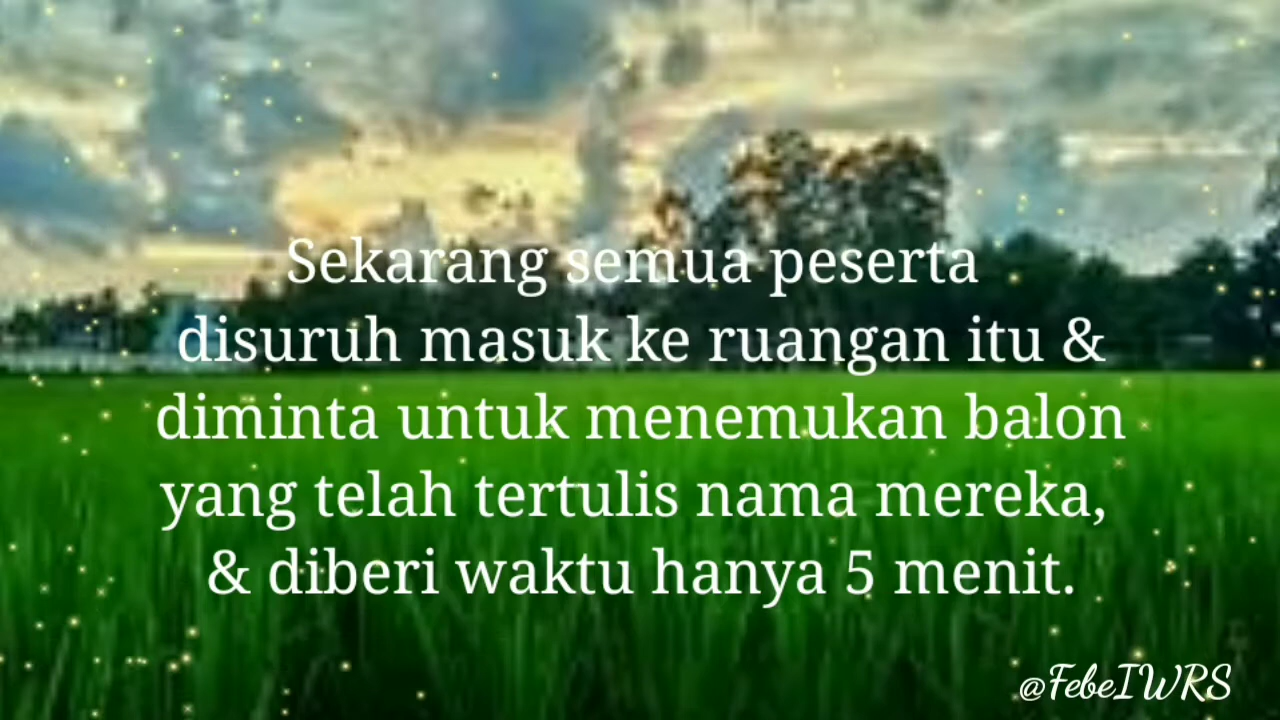 Sekarang semua peserta
disuruh masuk ke ruangan itu &
diminta untuk menemukan balon
yang telah tertulis nama mereka,
& diberi waktu hanya 5 menit.
@FebeIWRS